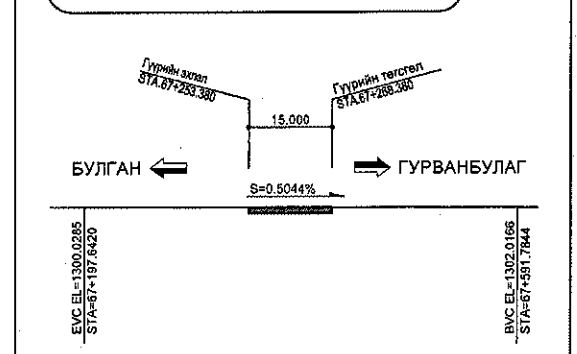 Гүүрийн эхлэл
STA.67+253.380
Гүүрийн төгсгөл
STA.67+268.380
15.000
БУЛГАН
ГУРВАНБУЛАГ
S=0.5044%
EVC EL=1300.0285
STA=67+197.6420
BVC EL=1302.0166
STA=67+591.7844